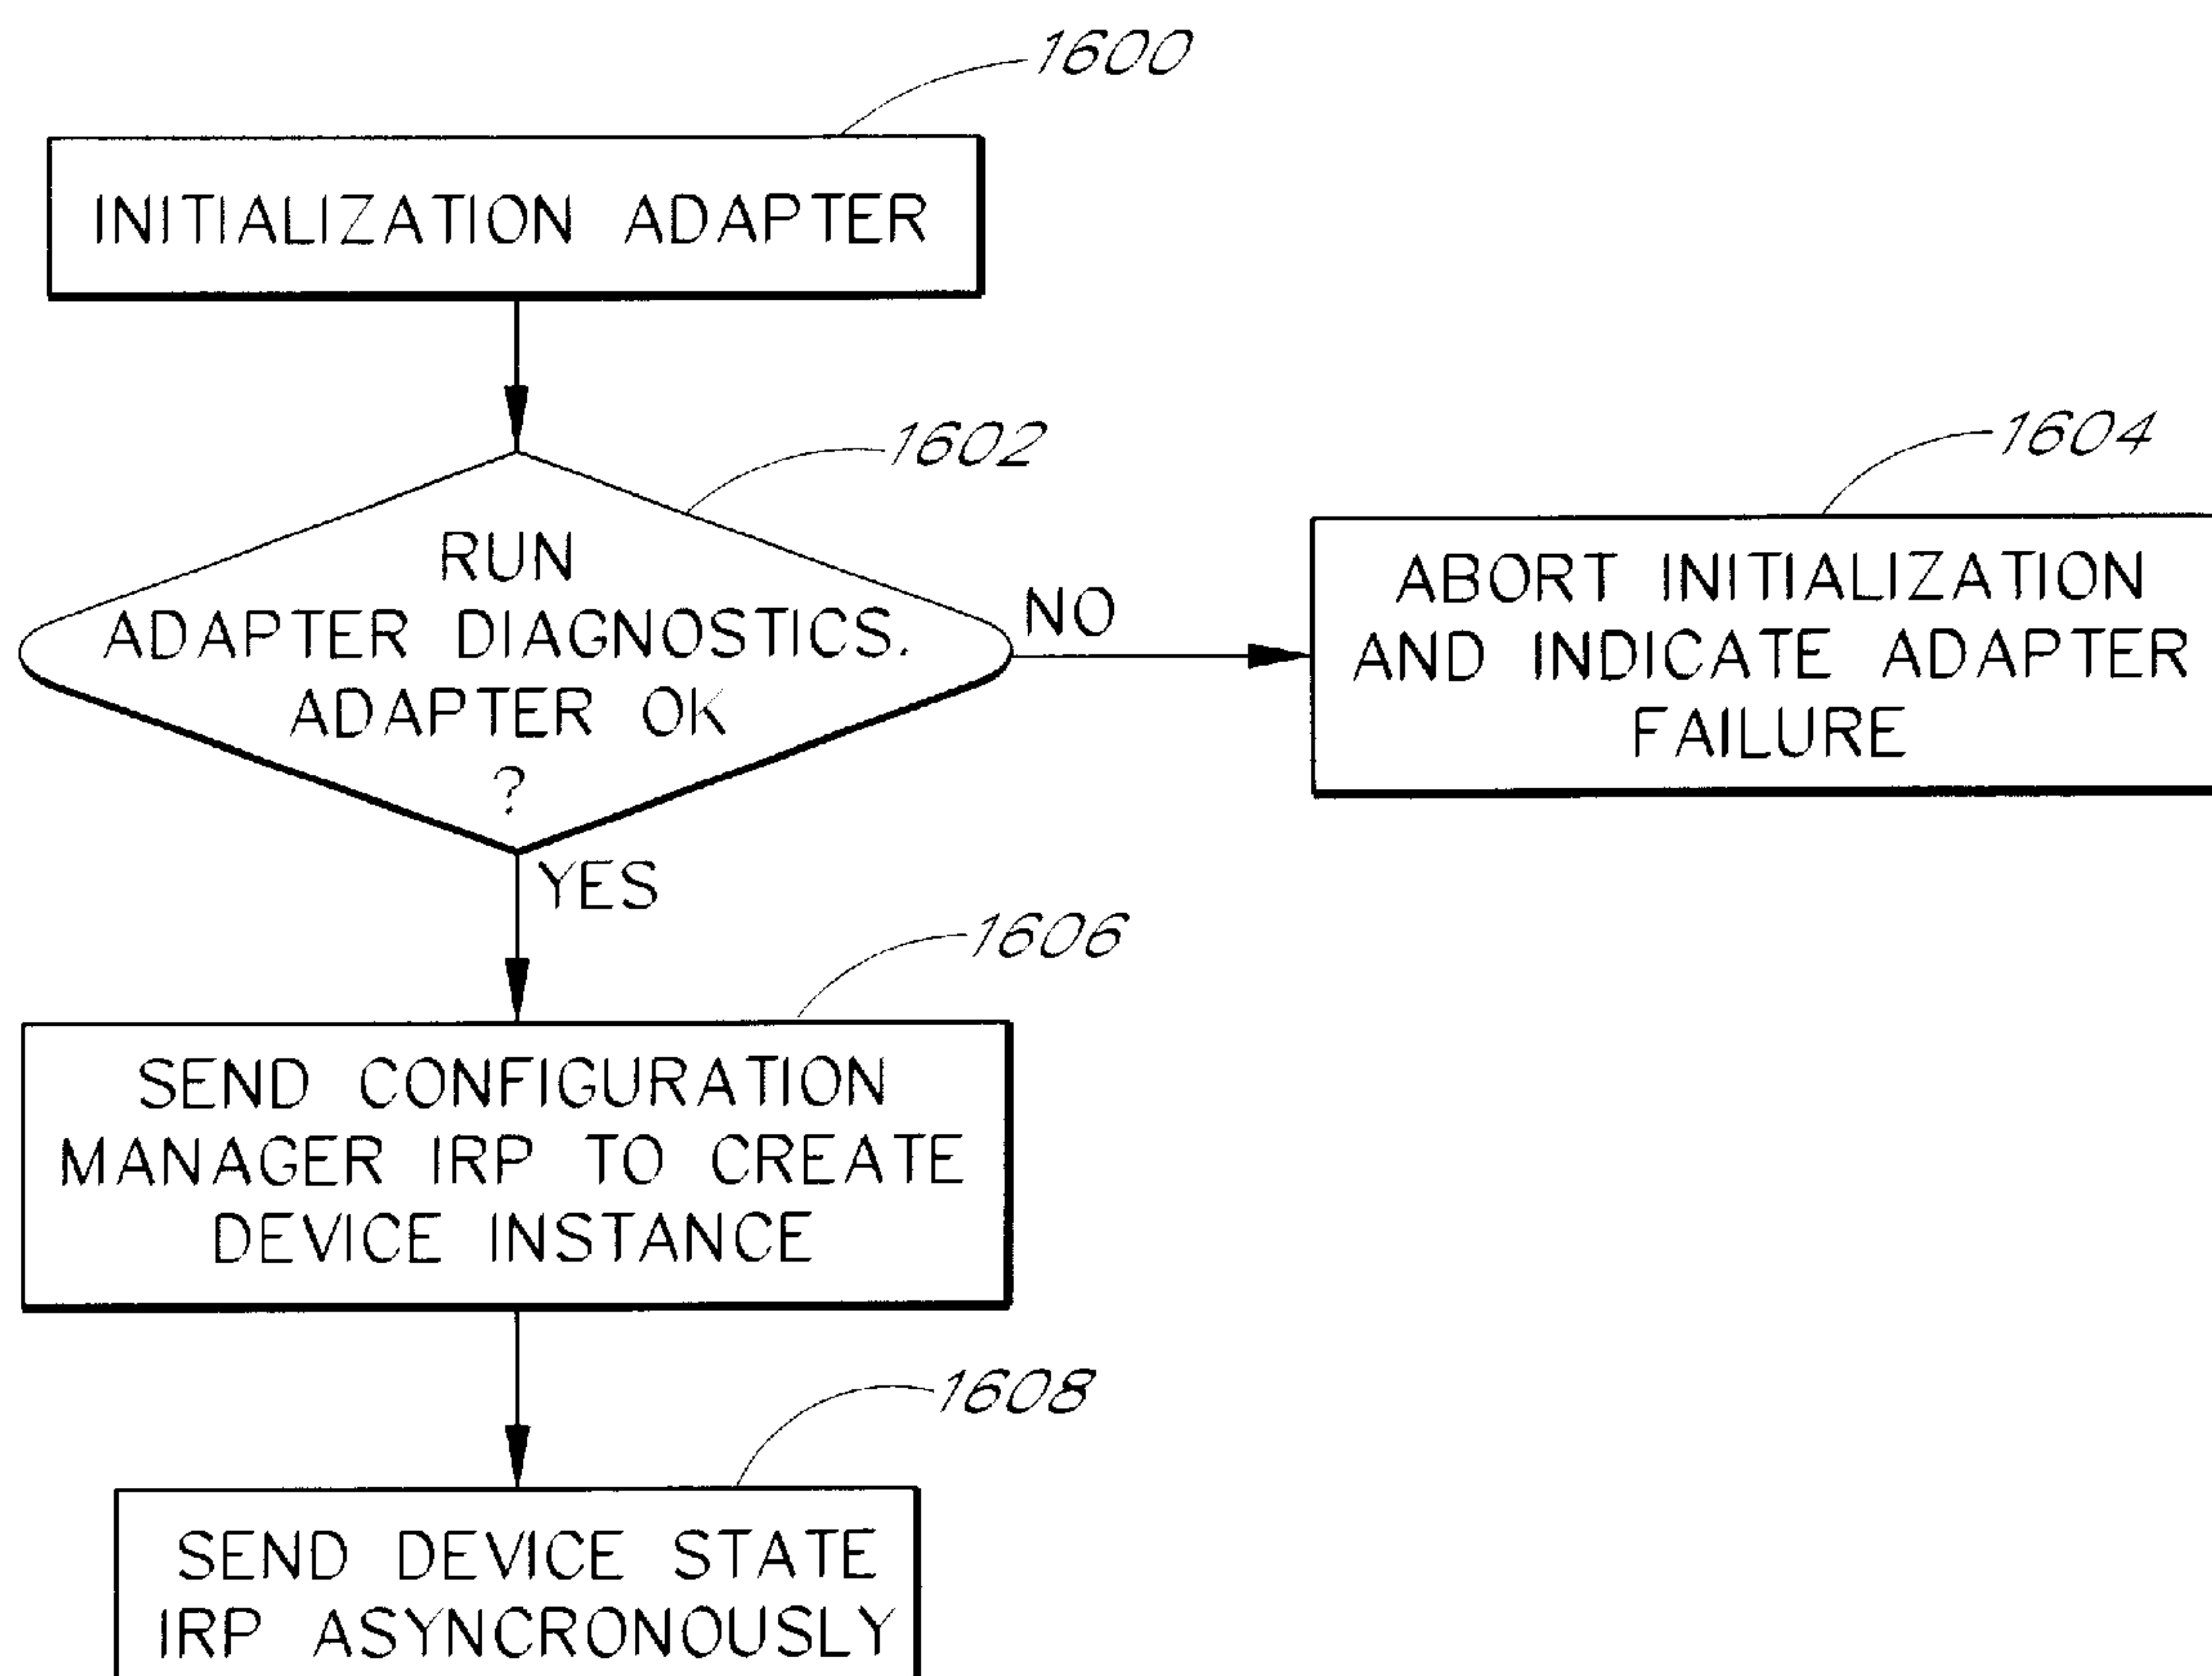 1600
INITIALIZATION ADAPTER
1602
RUN
ADAPTER DIAGNOSTICS.
ADAPTER OK
?
NO
1604
ABORT INITIALIZATION
AND INDICATE ADAPTER
FAILURE
YES
1606
SEND CONFIGURATION
MANAGER IRP TO CREATE
DEVICE INSTANCE
1608
SEND DEVICE STATE
IRP ASYNCRONOUSLY